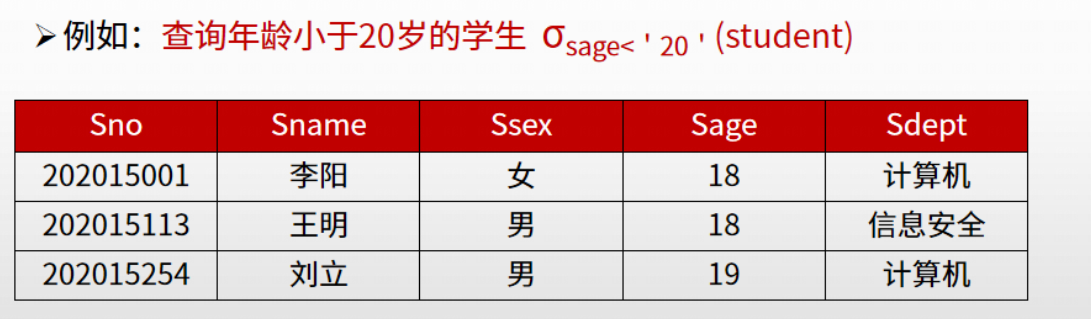 ➢例如：查询年龄小于20岁的学生 σsage<＇20＇(student)
Sno Sname Ssex Sage Sdept
202015001 李阳 女 18 计算机
202015113 王明 男 18 信息安全
202015254 刘立 男 19 计算机